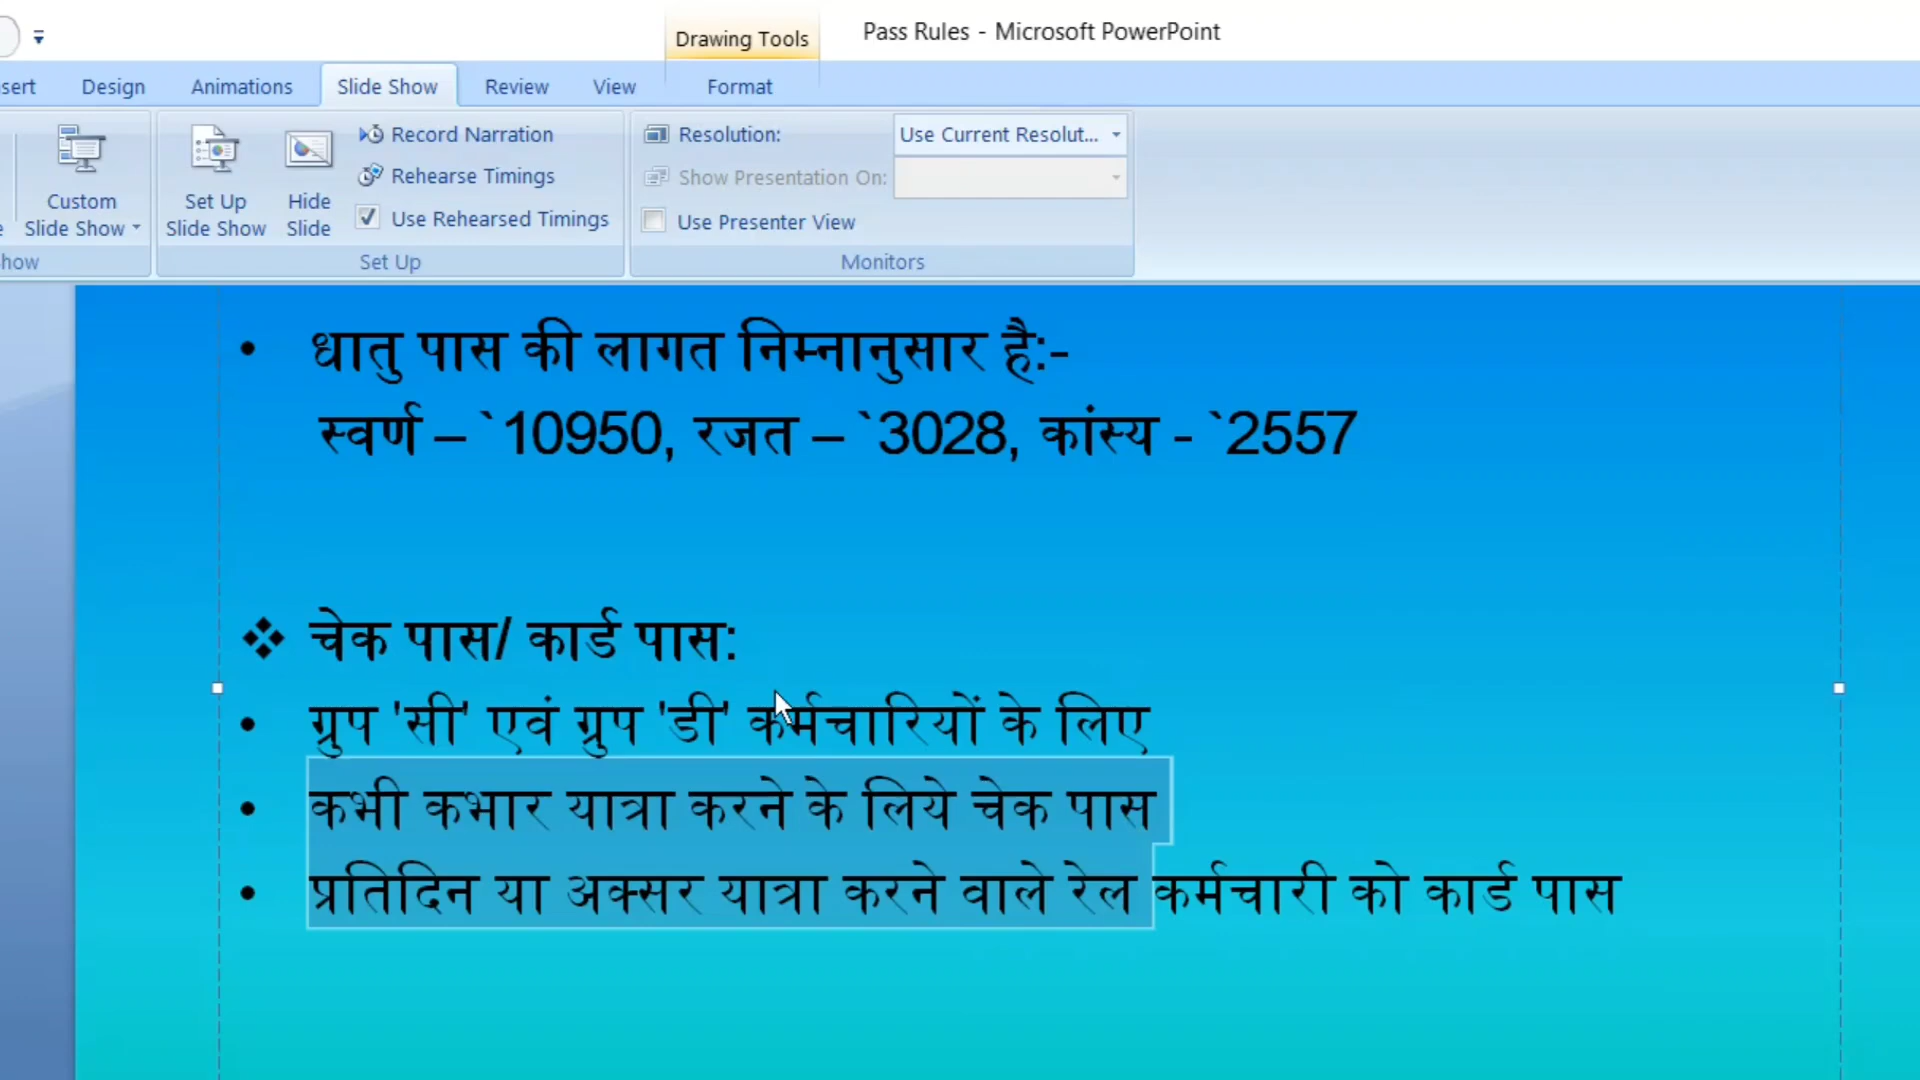 Drawing Tools
Pass Rules - Microsoft PowerPoint
sert Design Animations Slide Show Review View Format
Custom Slide Show
Set Up Slide Show
Hide Slide
Record Narration
Rehearse Timings
Use Rehearsed Timings
Resolution: Use Current Resolut...
Show Presentation On:
Use Presenter View
how Set Up Monitors
• धातु पास की लागत निम्नानुसार है:-
स्वर्ण – `10950, रजत – `3028, कांस्य - `2557
❖ चेक पास/ कार्ड पास:
• ग्रुप 'सी' एवं ग्रुप 'डी' कर्मचारियों के लिए
• कभी कभार यात्रा करने के लिये चेक पास
• प्रतिदिन या अक्सर यात्रा करने वाले रेल कर्मचारी को कार्ड पास